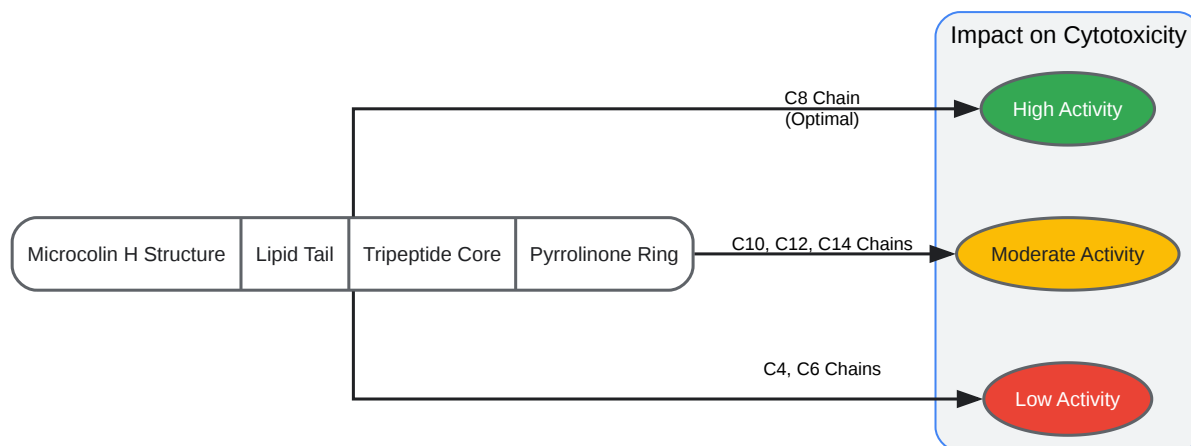 Impact on Cytotoxicity
C8 Chain
(Optimal)
High Activity
Microcolin H Structure
Lipid Tail
Tripeptide Core
Pyrrolinone Ring
C10, C12, C14 Chains
Moderate Activity
C4, C6 Chains
Low Activity